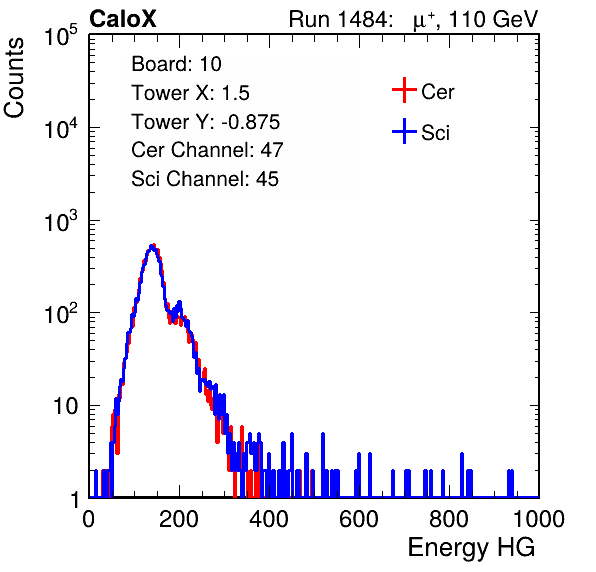 CaloX Run 1484: μ⁺, 110 GeV
Counts
10⁵
10⁴
10³
10²
10
1
Board: 10
Tower X: 1.5
Tower Y: -0.875
Cer Channel: 47
Sci Channel: 45
Cer
Sci
0 200 400 600 800 1000
Energy HG